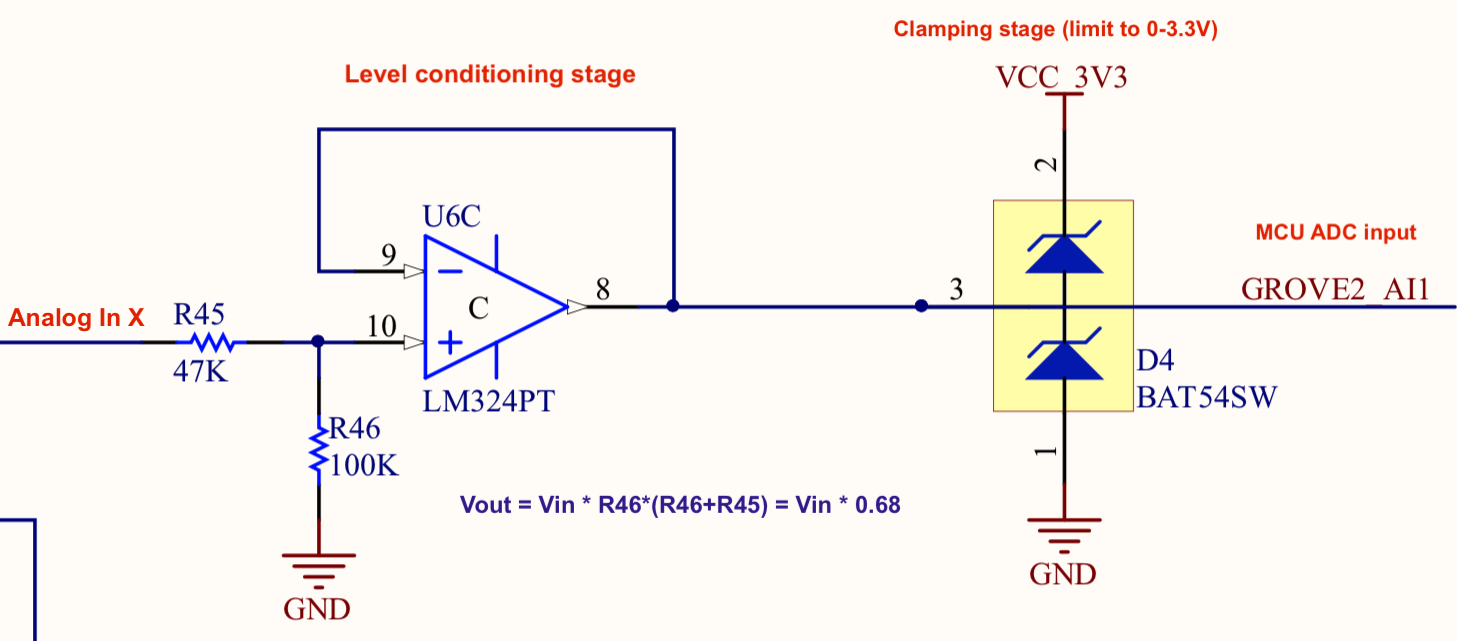 Clamping stage (limit to 0-3.3V)
Level conditioning stage
VCC_3V3
2
U6C
9
MCU ADC input
C
8
3
GROVE2_AI1
Analog In X
R45
10
47K
D4
LM324PT
BAT54SW
R46
100K
1
Vout = Vin * R46*(R46+R45) = Vin * 0.68
GND
GND